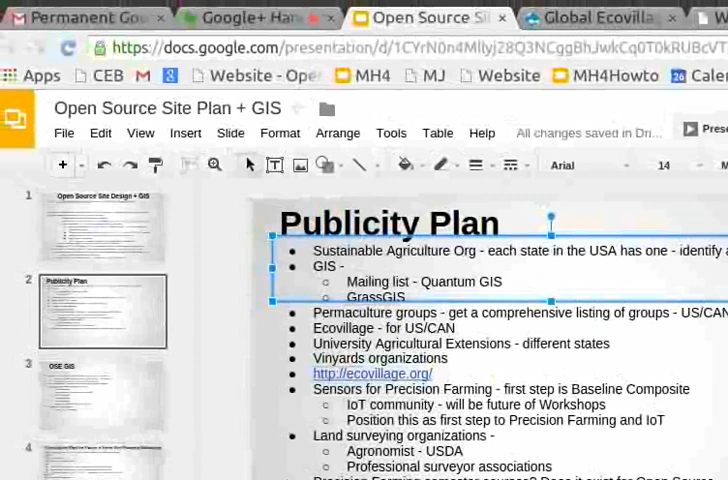 Permanent Gou
Google+ Han
Open Source Si
Global Ecovilla
W
https://docs.google.com/presentation/d/1CYrN0n4Mllyj28Q3NCggBhJwkCq0T0kRUBcVT
Apps
CEB
Website - Ope
MH4
MJ
Website
MH4Howto
26 Calen
Open Source Site Plan + GIS
File Edit View Insert Slide Format Arrange Tools Table Help All changes saved in Dri...
Prese
Arial 14
1 Open Source Site Design + GIS
2 Publicity Plan
3 OSE GIS
4
Publicity Plan
● Sustainable Agriculture Org - each state in the USA has one - identify a
● GIS -
○ Mailing list - Quantum GIS
○ GrassGIS
● Permaculture groups - get a comprehensive listing of groups - US/CAN
● Ecovillage - for US/CAN
● University Agricultural Extensions - different states
● Vinyards organizations
● http://ecovillage.org/
● Sensors for Precision Farming - first step is Baseline Composite
○ IoT community - will be future of Workshops
○ Position this as first step to Precision Farming and IoT
● Land surveying organizations -
○ Agronomist - USDA
○ Professional surveyor associations